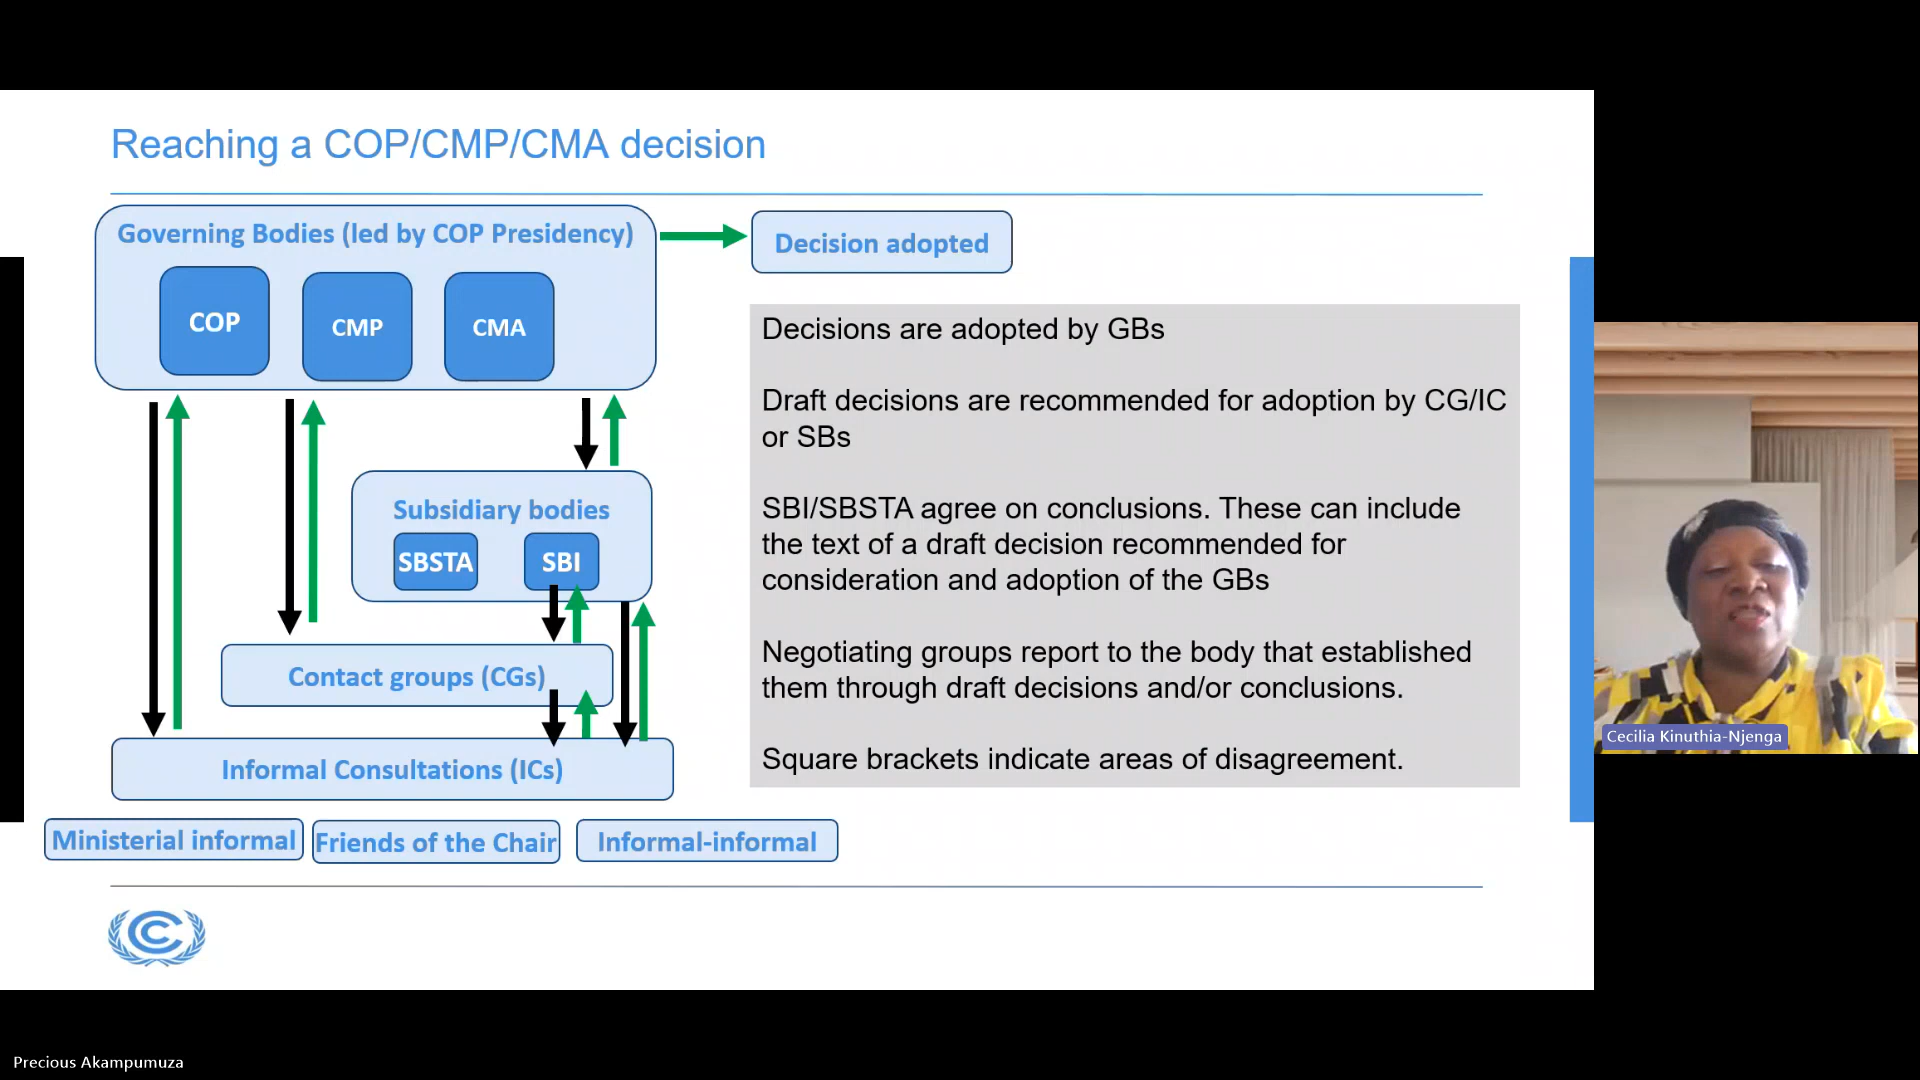 Reaching a COP/CMP/CMA decision
Governing Bodies (led by COP Presidency)
COP
CMP
CMA
Decision adopted
Decisions are adopted by GBs
Draft decisions are recommended for adoption by CG/IC
or SBs
SBI/SBSTA agree on conclusions. These can include
the text of a draft decision recommended for
consideration and adoption of the GBs
Negotiating groups report to the body that established
them through draft decisions and/or conclusions.
Square brackets indicate areas of disagreement.
Subsidiary bodies
SBSTA
SBI
Contact groups (CGs)
Informal Consultations (ICs)
Ministerial informal
Friends of the Chair
Informal-informal
Cecilia Kinuthia-Njenga
Precious Akampumuza